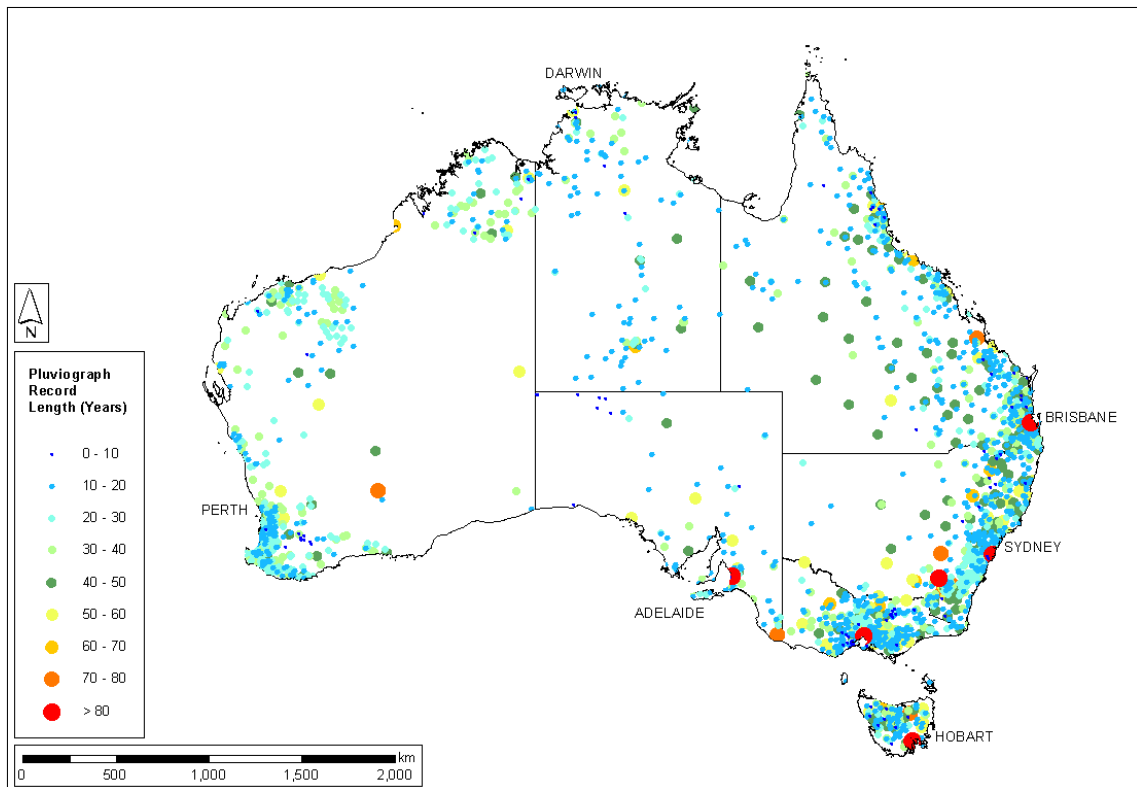 DARWIN
N
Pluviograph
Record
Length (Years)
0 - 10
10 - 20
20 - 30
30 - 40
40 - 50
50 - 60
60 - 70
70 - 80
> 80
BRISBANE
PERTH
SYDNEY
ADELAIDE
HOBART
km
0 500 1,000 1,500 2,000